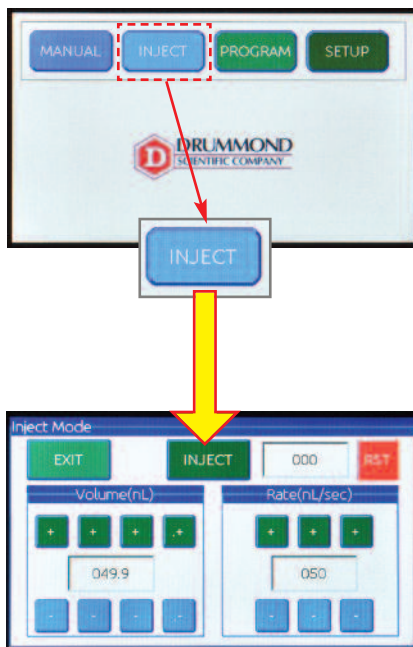 MANUAL INJECT PROGRAM SETUP
D DRUMMOND
SCIENTIFIC COMPANY
INJECT
Inject Mode
EXIT INJECT 000 RST
Volume(nL) Rate(nL/sec)
+ + + .+ + + +
049.9 050
- - - .- - - -